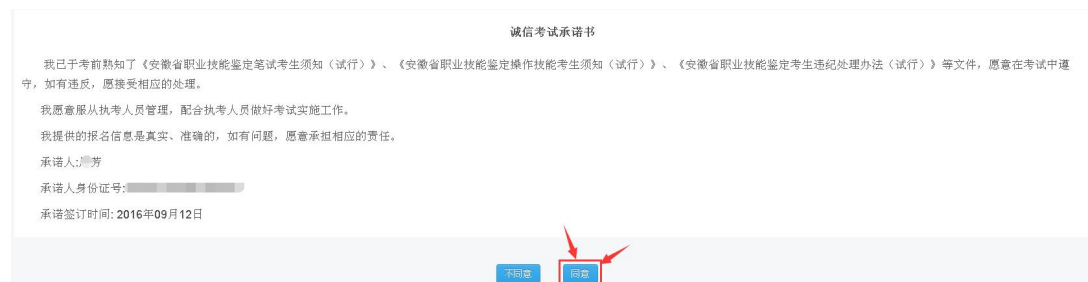 诚信考试承诺书
我已于考前熟知了《安徽省职业技能鉴定笔试考生须知（试行）》、《安徽省职业技能鉴定操作技能考生须知（试行）》、《安徽省职业技能鉴定考生违纪处理办法（试行）》等文件，愿意在考试中遵
守，如有违反，愿接受相应的处理。
我愿意服从执考人员管理，配合执考人员做好考试实施工作。
我提供的报名信息是真实、准确的，如有问题，愿意承担相应的责任。
承诺人:芳
承诺人身份证号:
承诺签订时间: 2016年09月12日
不同意 同意